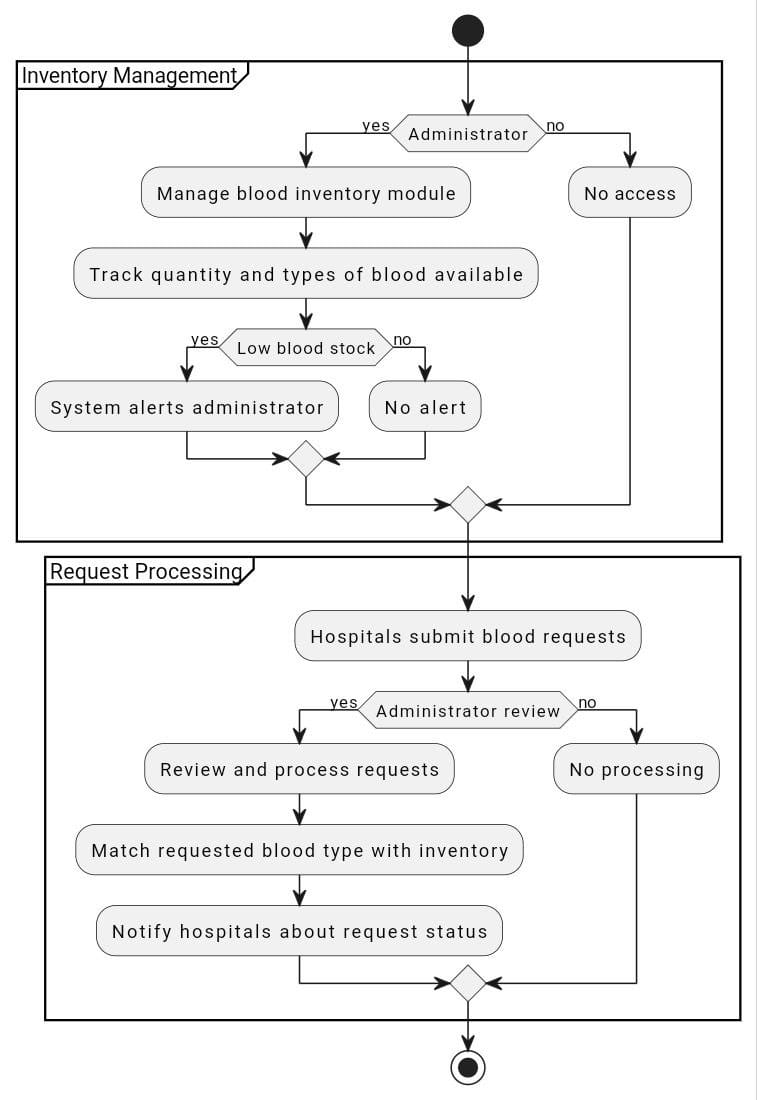 Inventory Management
yes
Administrator
no
Manage blood inventory module
No access
Track quantity and types of blood available
yes
Low blood stock
no
System alerts administrator
No alert
Request Processing
Hospitals submit blood requests
yes
Administrator review
no
Review and process requests
No processing
Match requested blood type with inventory
Notify hospitals about request status